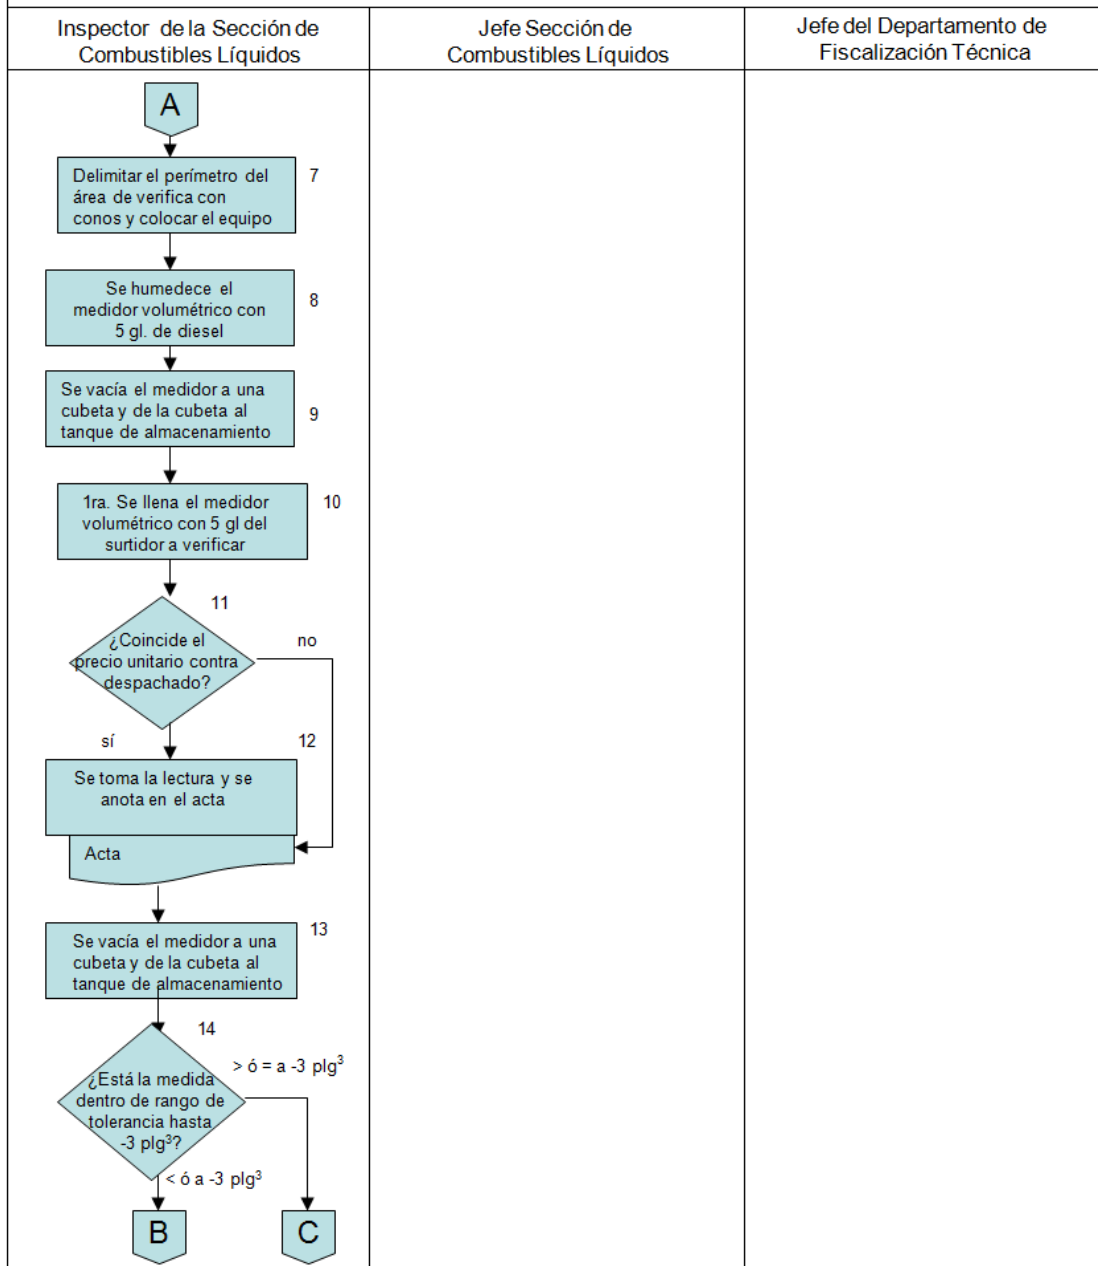 Inspector de la Sección de
Combustibles Líquidos
Jefe Sección de
Combustibles Líquidos
Jefe del Departamento de
Fiscalización Técnica
A
Delimitar el perímetro del
área de verifica con
conos y colocar el equipo
7
Se humedece el
medidor volumétrico con
5 gl. de diesel
8
Se vacía el medidor a una
cubeta y de la cubeta al
tanque de almacenamiento
9
1ra. Se llena el medidor
volumétrico con 5 gl del
surtidor a verificar
10
11
¿Coincide el
precio unitario contra
despachado?
no
sí
12
Se toma la lectura y se
anota en el acta
Acta
13
Se vacía el medidor a una
cubeta y de la cubeta al
tanque de almacenamiento
14
¿Está la medida
dentro de rango de
tolerancia hasta
-3 plg³?
> ó = a -3 plg³
< ó a -3 plg³
B
C